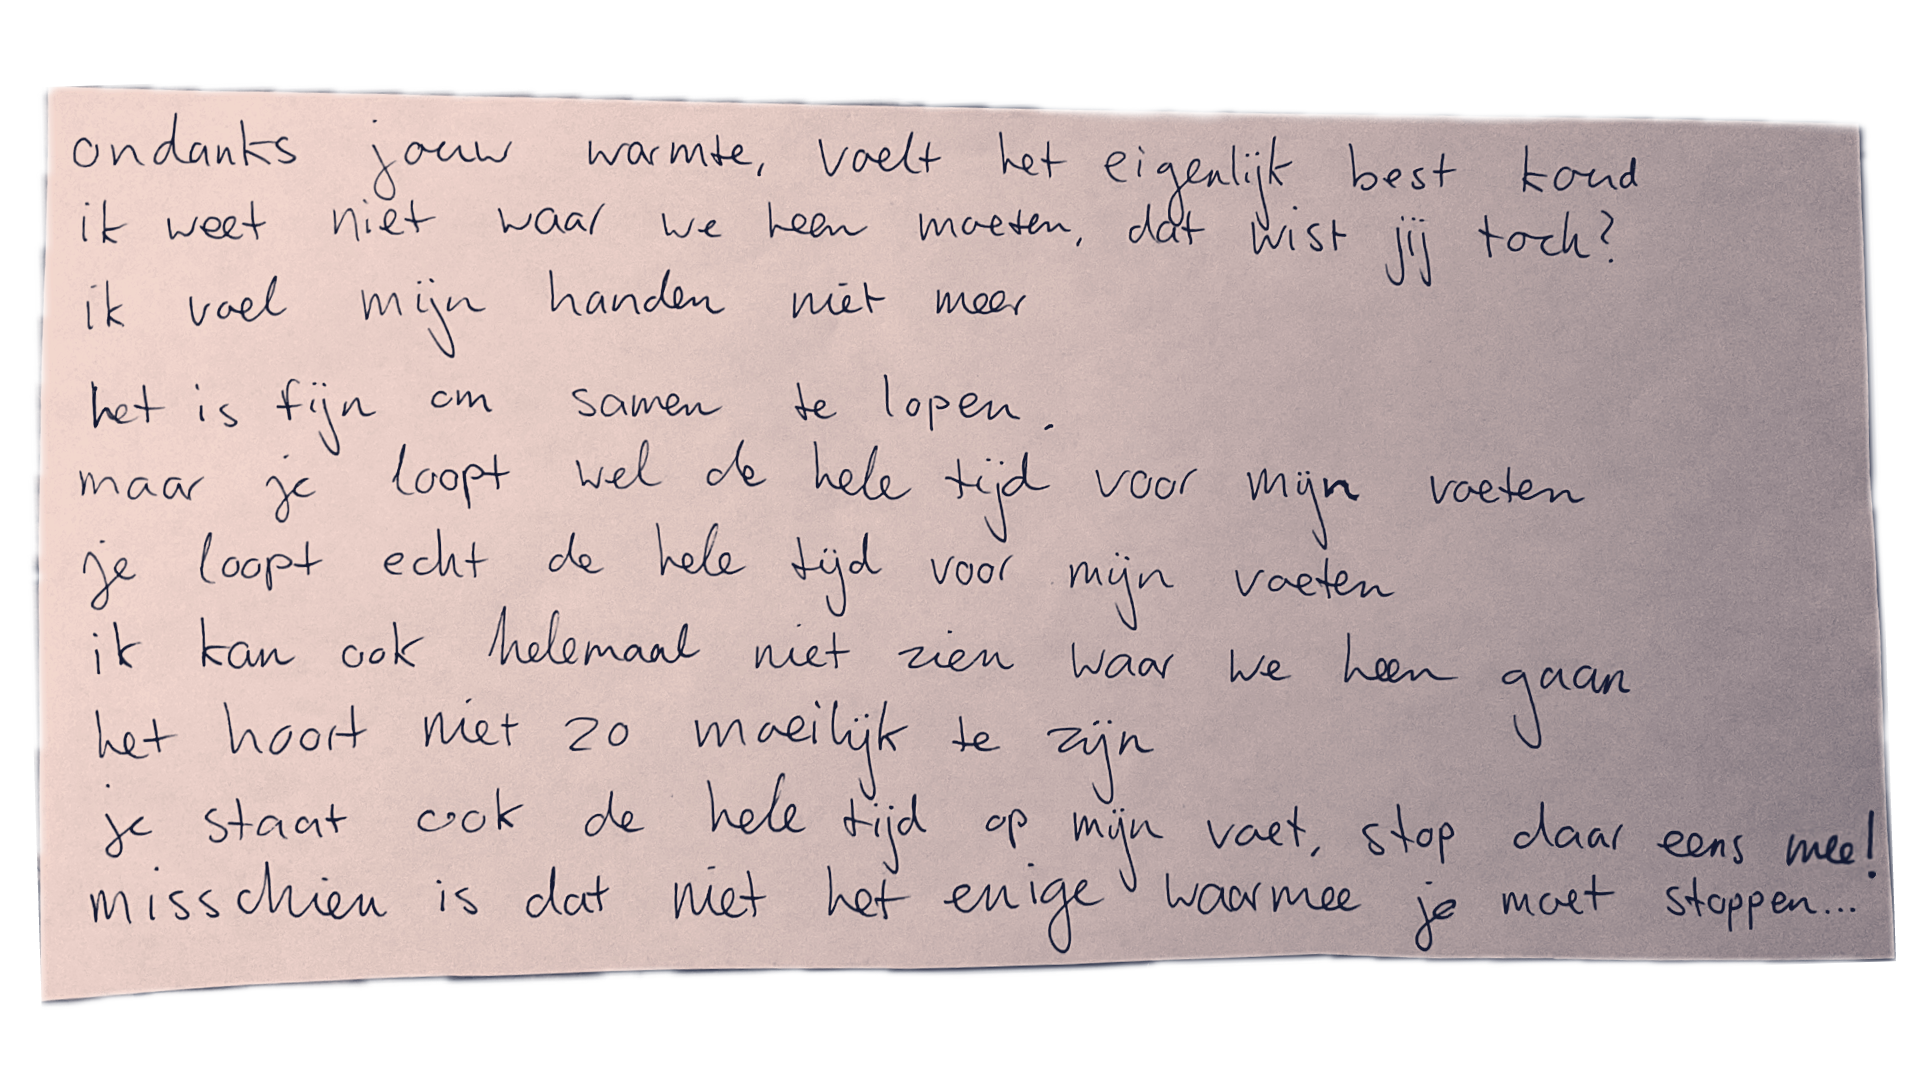 ondanks jouw warmte, voelt het eigenlijk best koud
ik weet niet waar we heen moeten, dat wist jij toch?
ik voel mijn handen niet meer
het is fijn om samen te lopen.
maar je loopt wel de hele tijd voor mijn voeten
je loopt echt de hele tijd voor mijn voeten
ik kan ook helemaal niet zien waar we heen gaan
het hoort niet zo moeilijk te zijn
je staat ook de hele tijd op mijn voet, stop daar eens mee!
misschien is dat niet het enige waarmee je moet stoppen...